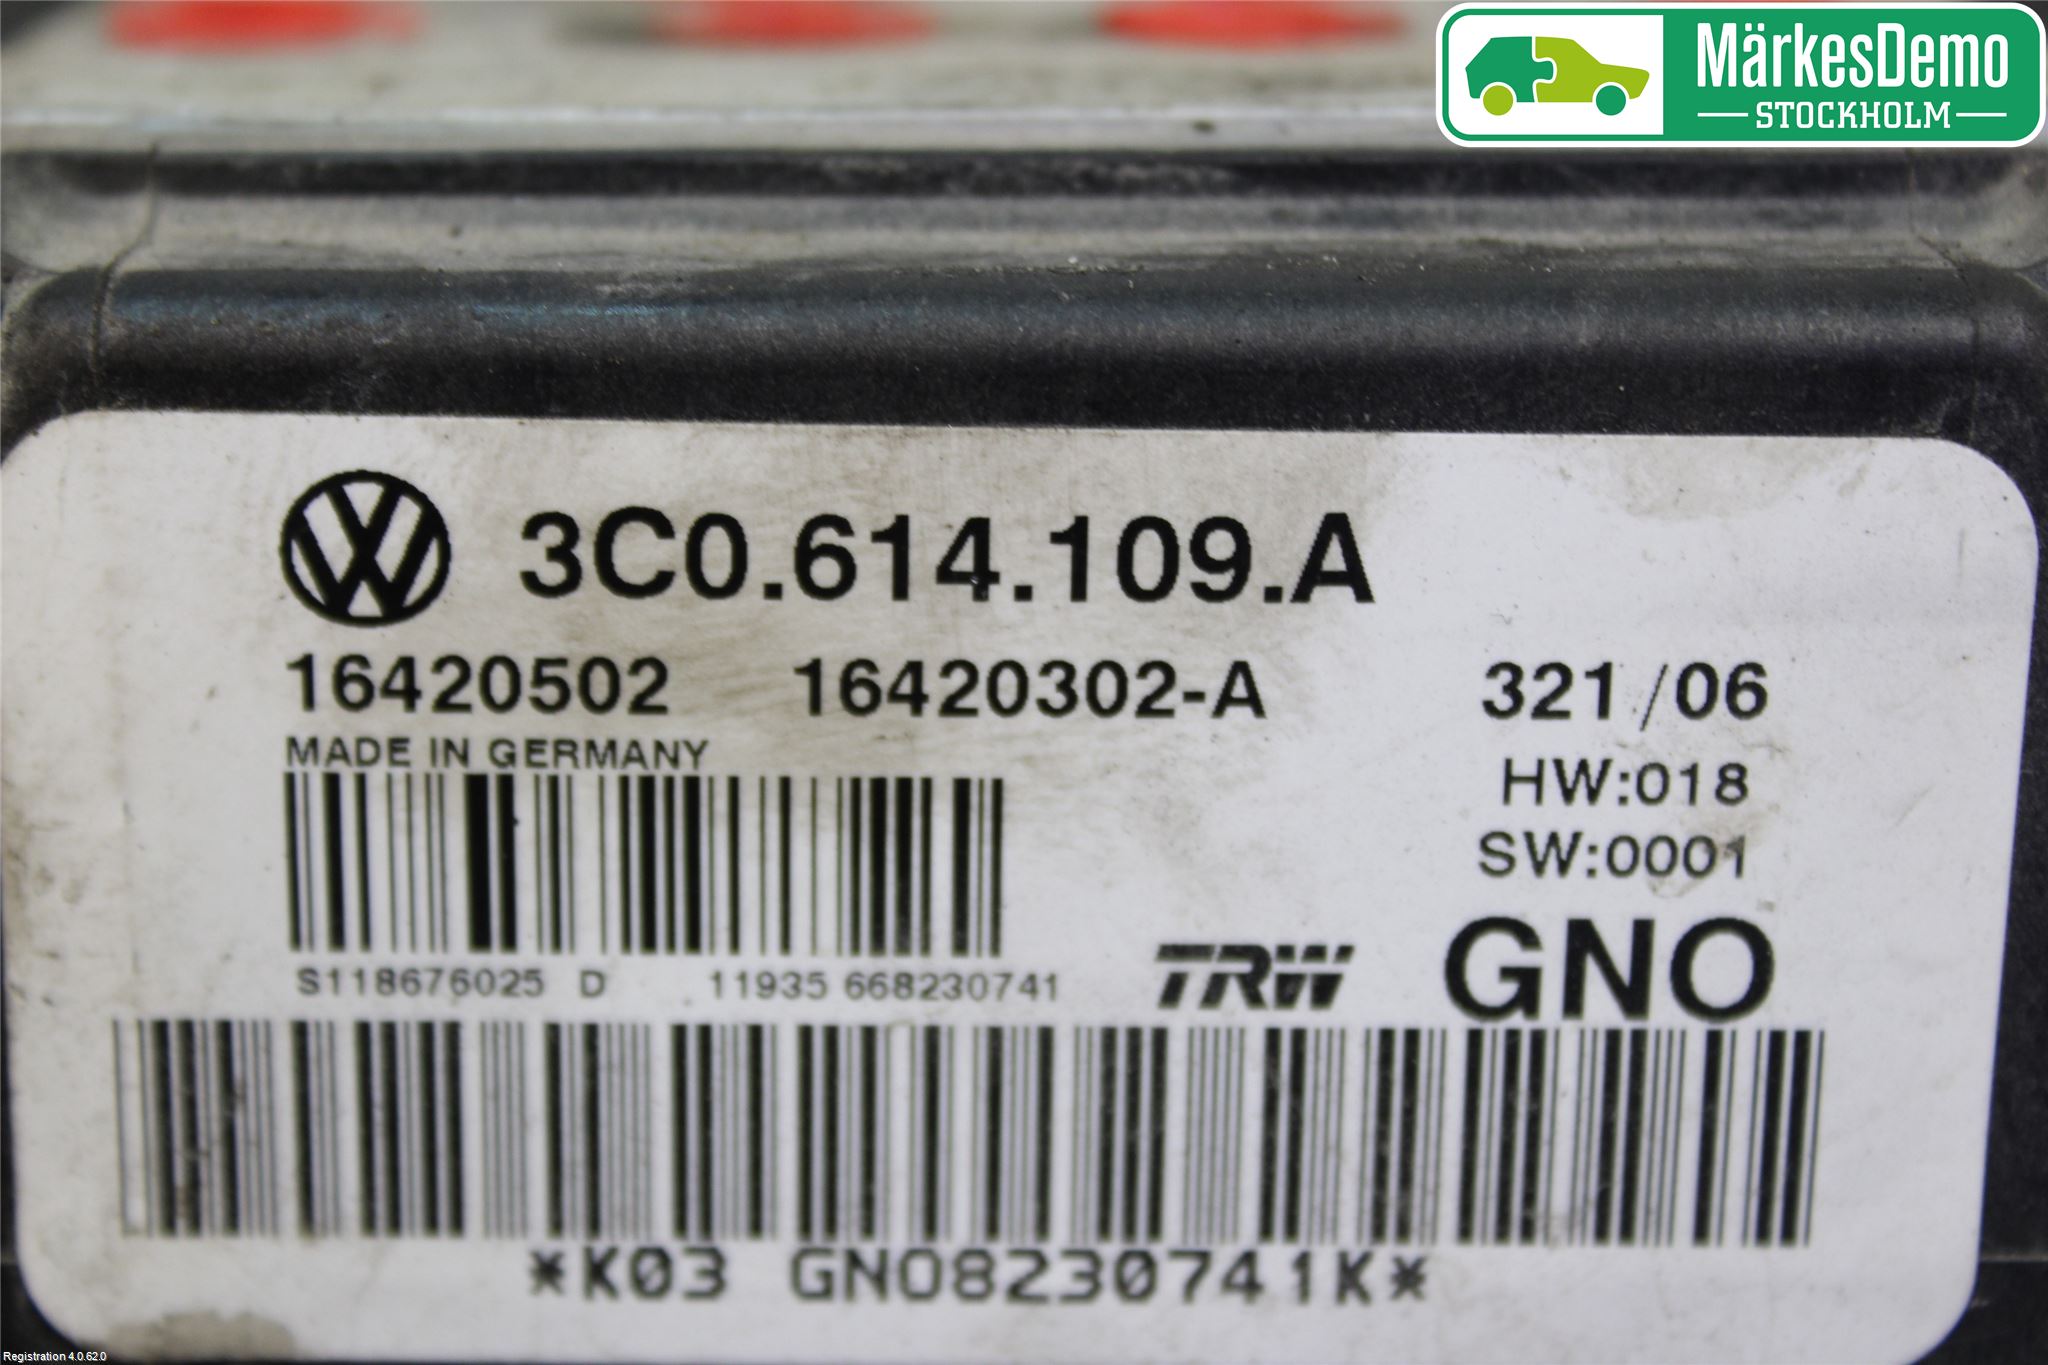 MärkesDemo
STOCKHOLM
3C0.614.109.A
16420502 16420302-A 321/06
MADE IN GERMANY
HW:018
SW:0001
S118676025 D 11935 668230741
TRW GNO
*K03 GNO8230741K*
Registration 4.0.62.0